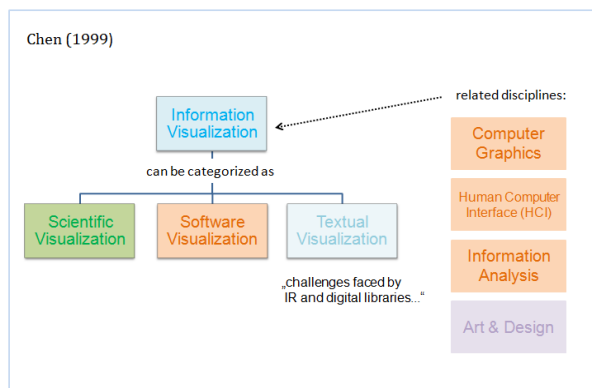 Chen (1999)
Information
Visualization
can be categorized as
Scientific
Visualization
Software
Visualization
Textual
Visualization
„challenges faced by
IR and digital libraries...“
related disciplines:
Computer
Graphics
Human Computer
Interface (HCI)
Information
Analysis
Art & Design